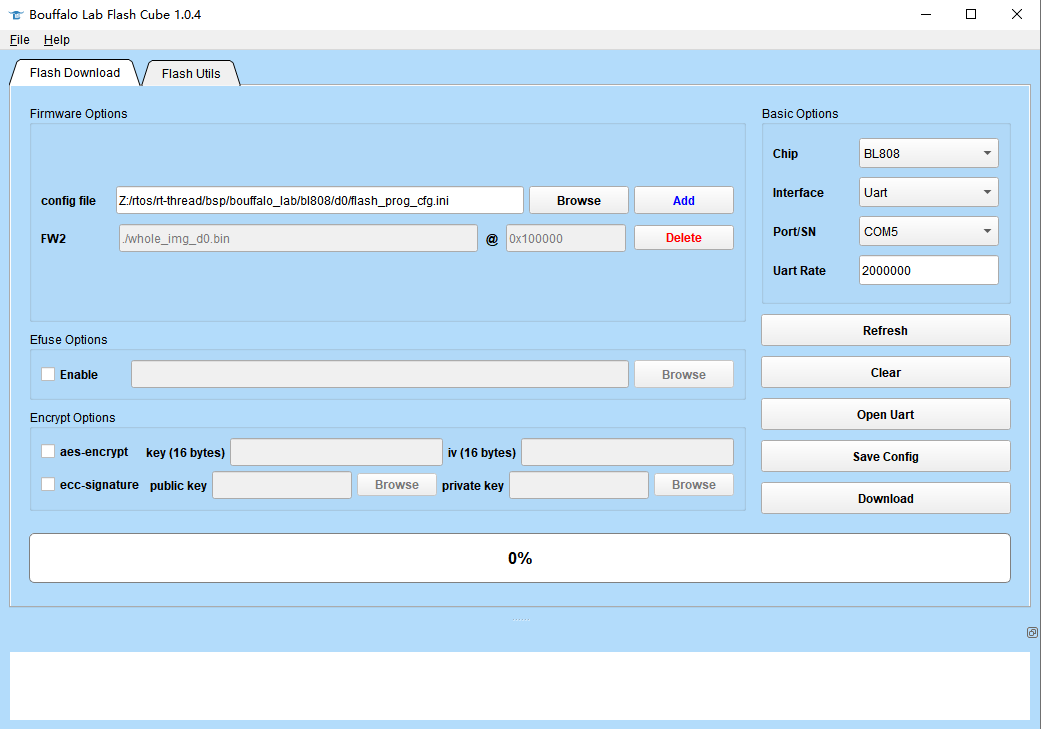 Bouffalo Lab Flash Cube 1.0.4
File Help
Flash Download Flash Utils
Firmware Options
config file Z:/rtos/rt-thread/bsp/bouffalo_lab/bl808/d0/flash_prog_cfg.ini Browse Add
FW2 ./whole_img_d0.bin @ 0x100000 Delete
Efuse Options
Enable Browse
Encrypt Options
aes-encrypt key (16 bytes) iv (16 bytes)
ecc-signature public key Browse private key Browse
Basic Options
Chip BL808
Interface Uart
Port/SN COM5
Uart Rate 2000000
Refresh
Clear
Open Uart
Save Config
Download
0%